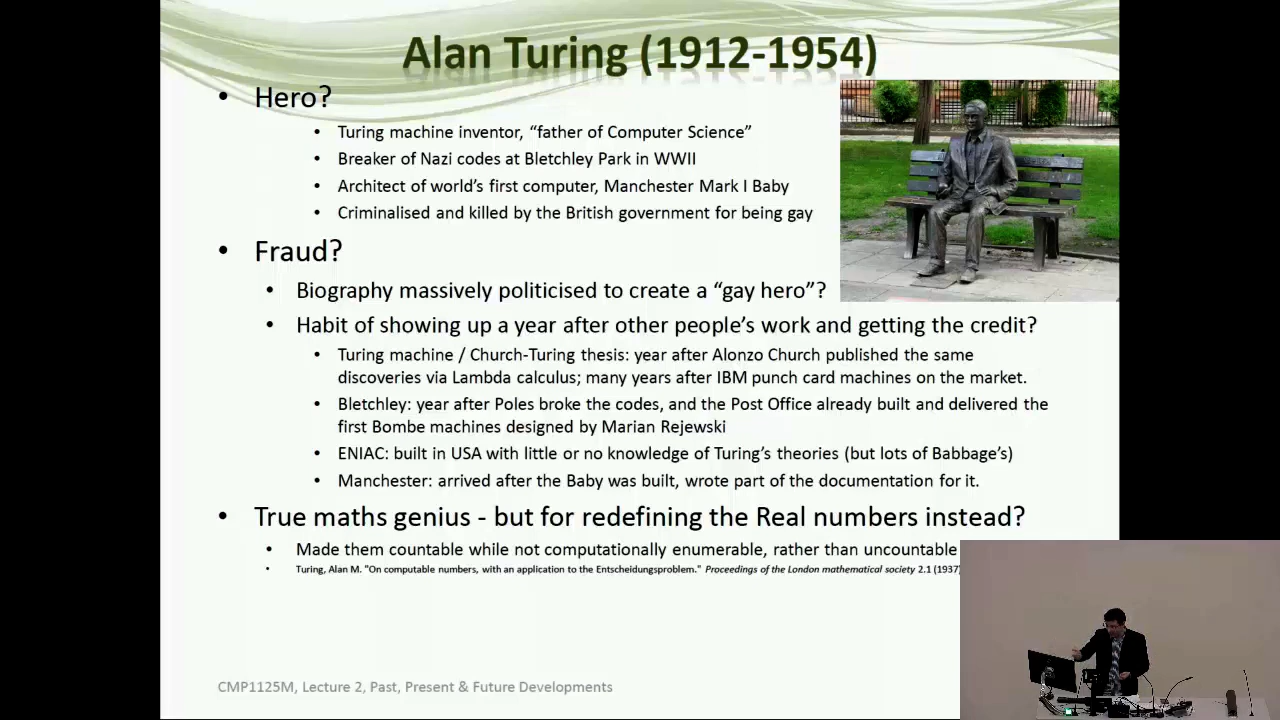 Alan Turing (1912-1954)
• Hero?
• Turing machine inventor, “father of Computer Science”
• Breaker of Nazi codes at Bletchley Park in WWII
• Architect of world’s first computer, Manchester Mark I Baby
• Criminalised and killed by the British government for being gay
• Fraud?
• Biography massively politicised to create a “gay hero”?
• Habit of showing up a year after other people’s work and getting the credit?
• Turing machine / Church-Turing thesis: year after Alonzo Church published the same
discoveries via Lambda calculus; many years after IBM punch card machines on the market.
• Bletchley: year after Poles broke the codes, and the Post Office already built and delivered the
first Bombe machines designed by Marian Rejewski
• ENIAC: built in USA with little or no knowledge of Turing’s theories (but lots of Babbage’s)
• Manchester: arrived after the Baby was built, wrote part of the documentation for it.
• True maths genius - but for redefining the Real numbers instead?
• Made them countable while not computationally enumerable, rather than uncountable
• Turing, Alan M. "On computable numbers, with an application to the Entscheidungsproblem." Proceedings of the London mathematical society 2.1 (1937)
CMP1125M, Lecture 2, Past, Present & Future Developments